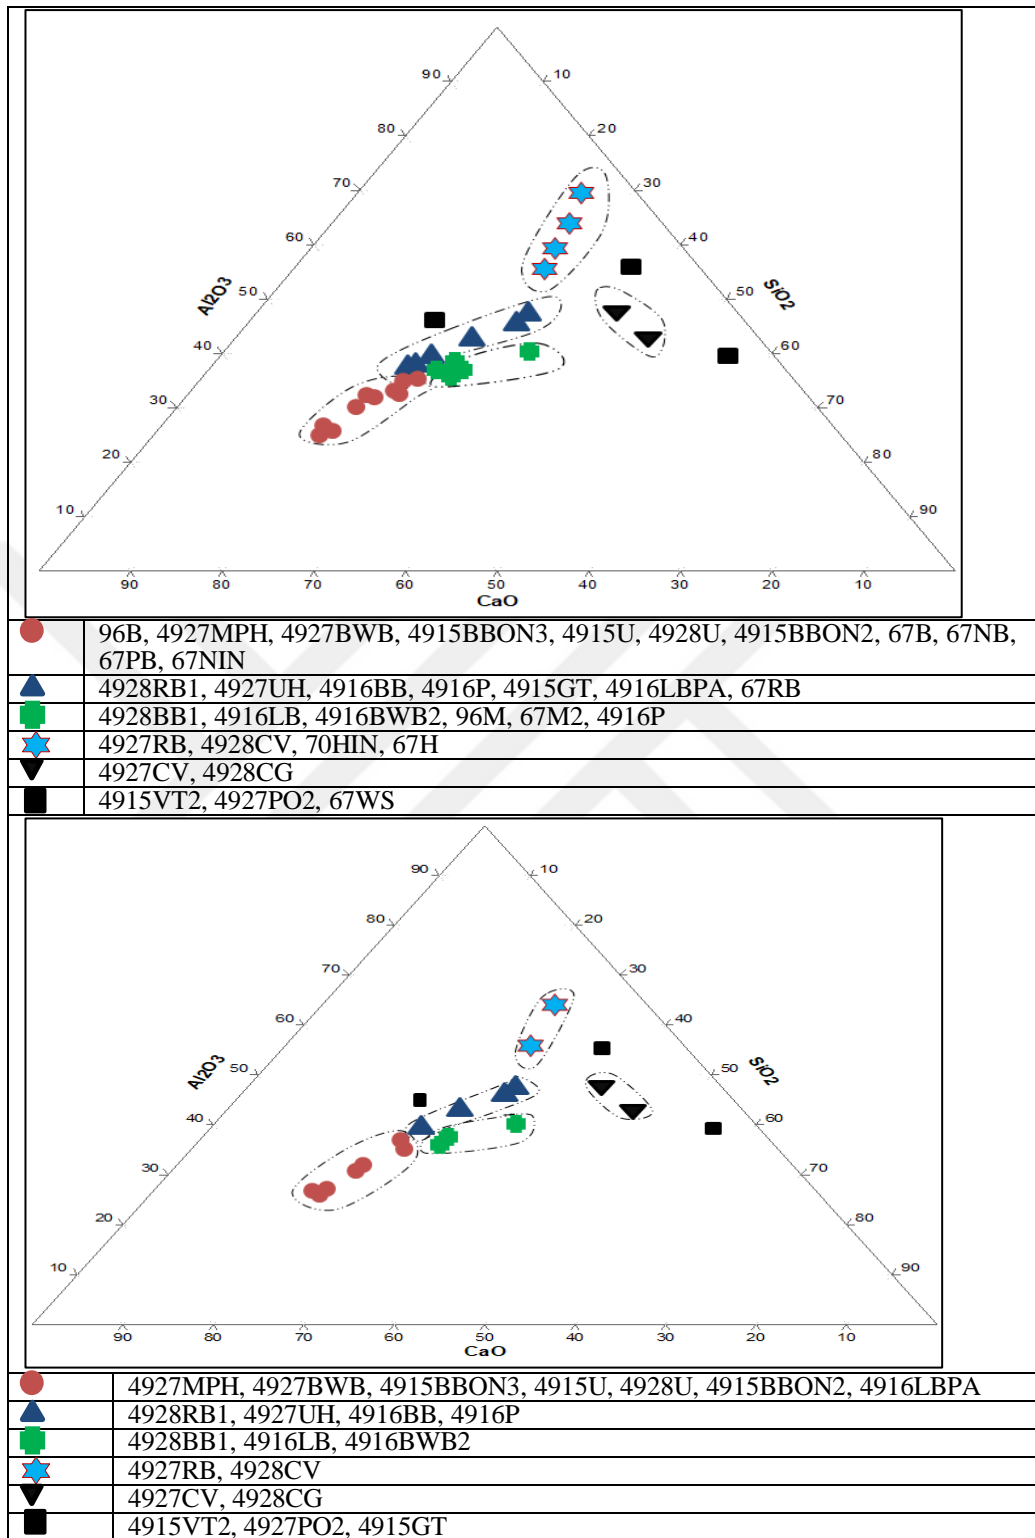 90 10
80 20
70 30
60 40
Al2O3 50 50 SiO2
40 60
30 70
20 80
10 90
90 80 70 60 50 40 30 20 10
CaO
96B, 4927MPH, 4927BWB, 4915BBON3, 4915U, 4928U, 4915BBON2, 67B, 67NB,
67PB, 67NIN
4928RB1, 4927UH, 4916BB, 4916P, 4915GT, 4916LBPA, 67RB
4928BB1, 4916LB, 4916BWB2, 96M, 67M2, 4916P
4927RB, 4928CV, 70HIN, 67H
4927CV, 4928CG
4915VT2, 4927PO2, 67WS
90 10
80 20
70 30
60 40
Al2O3 50 50 SiO2
40 60
30 70
20 80
10 90
90 80 70 60 50 40 30 20 10
CaO
4927MPH, 4927BWB, 4915BBON3, 4915U, 4928U, 4915BBON2, 4916LBPA
4928RB1, 4927UH, 4916BB, 4916P
4928BB1, 4916LB, 4916BWB2
4927RB, 4928CV
4927CV, 4928CG
4915VT2, 4927PO2, 4915GT